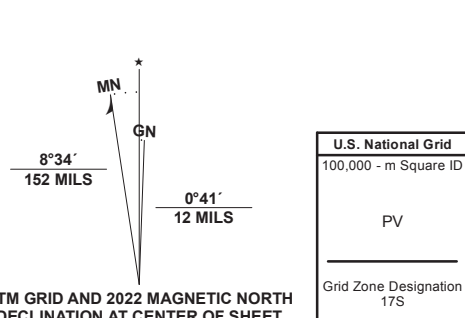 MN
GN
8°34´
152 MILS
0°41´
12 MILS
TM GRID AND 2022 MAGNETIC NORTH
DECLINATION AT CENTER OF SHEET
U.S. National Grid
100,000 - m Square ID
PV
Grid Zone Designation
17S